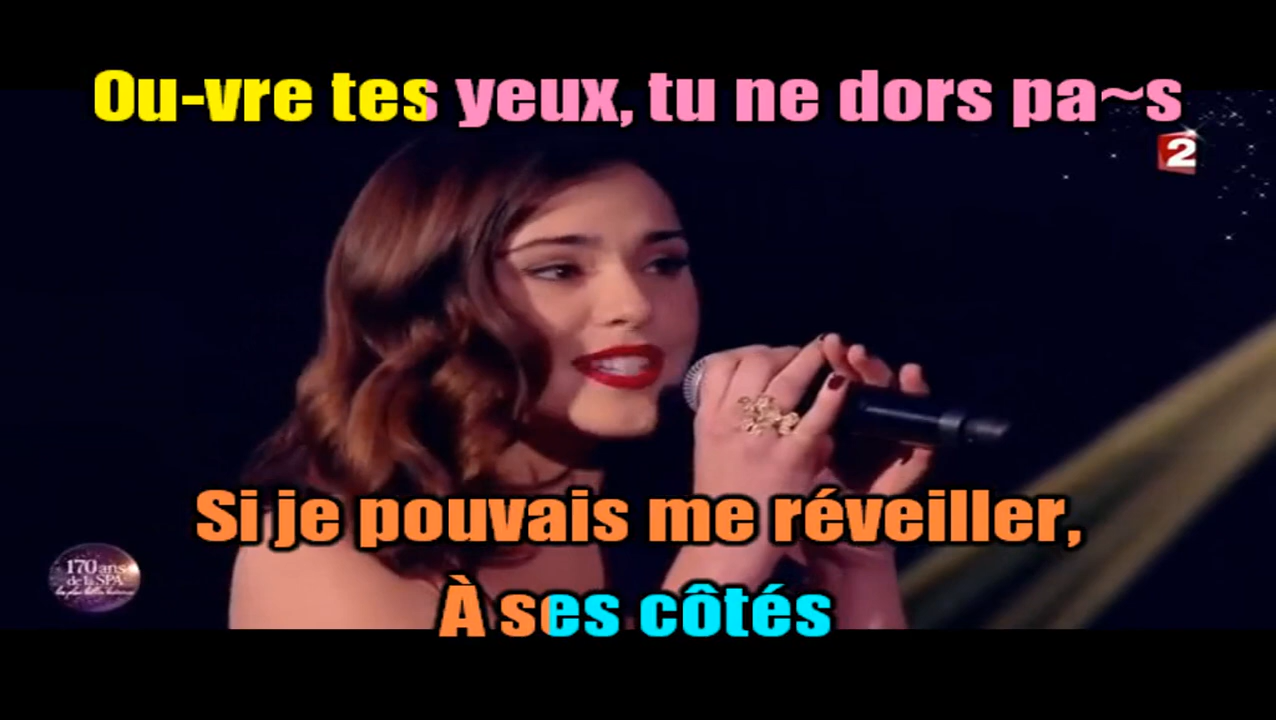 Ou-vre tes yeux, tu ne dors pa~s
2
Si je pouvais me réveiller,
170 ans
de la SPA
À ses côtés